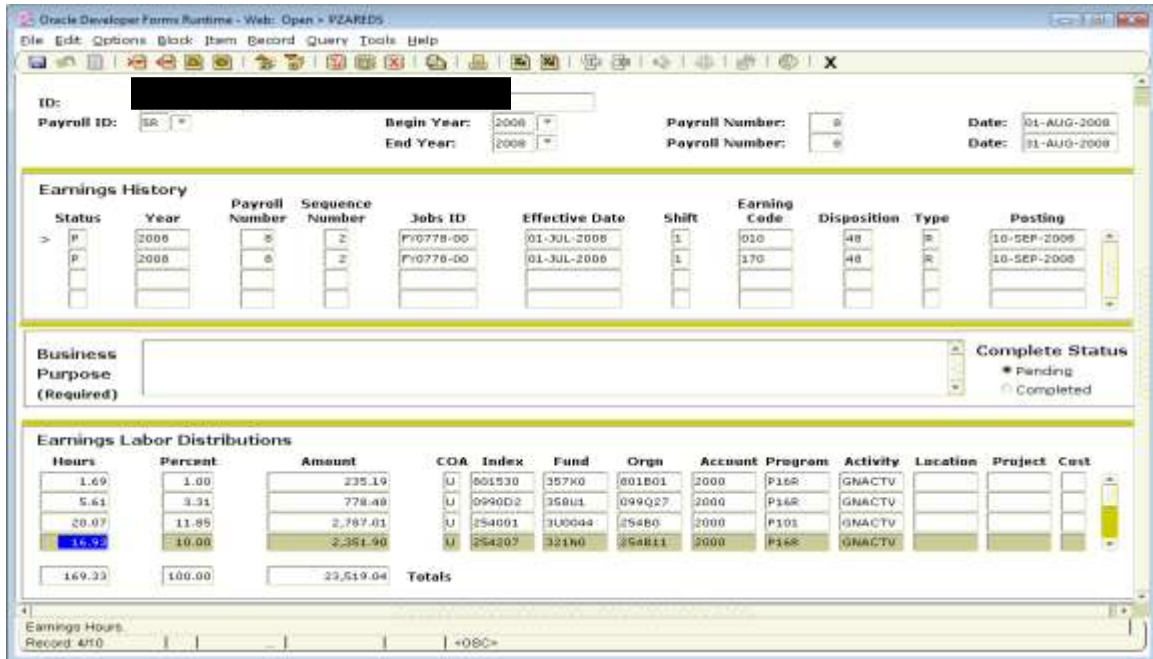 Oracle Developer Forms Runtime - Web: Open > PZAREDS
File Edit Options Block Item Record Query Tools Help
ID:
Payroll ID: SR Begin Year: 2008 Payroll Number: 8 Date: 01-AUG-2008
End Year: 2008 Payroll Number: 8 Date: 31-AUG-2008
Earnings History
Payroll Sequence Earning
Status Year Number Number Jobs ID Effective Date Shift Code Disposition Type Posting
> P 2008 8 2 PY0778-00 01-JUL-2008 1 010 48 R 10-SEP-2008
P 2008 8 2 PY0778-00 01-JUL-2008 1 170 48 R 10-SEP-2008
Business Complete Status
Purpose Pending
(Required) Completed
Earnings Labor Distributions
Hours Percent Amount COA Index Fund Orgn Account Program Activity Location Project Cost
1.69 1.00 235.19 U 801B01 2000 P16R GNACTV
5.61 3.31 778.48 U 0990D2 358U1 099Q27 2000 P16R GNACTV
20.07 11.85 2,787.01 U 254001 3U0044 254B0 2000 P101 GNACTV
16.93 10.00 2,351.90 U 254207 321N0 254B11 2000 P16R GNACTV
169.33 100.00 23,519.04 Totals
Earnings Hours
Record: 4/10 <OSC>